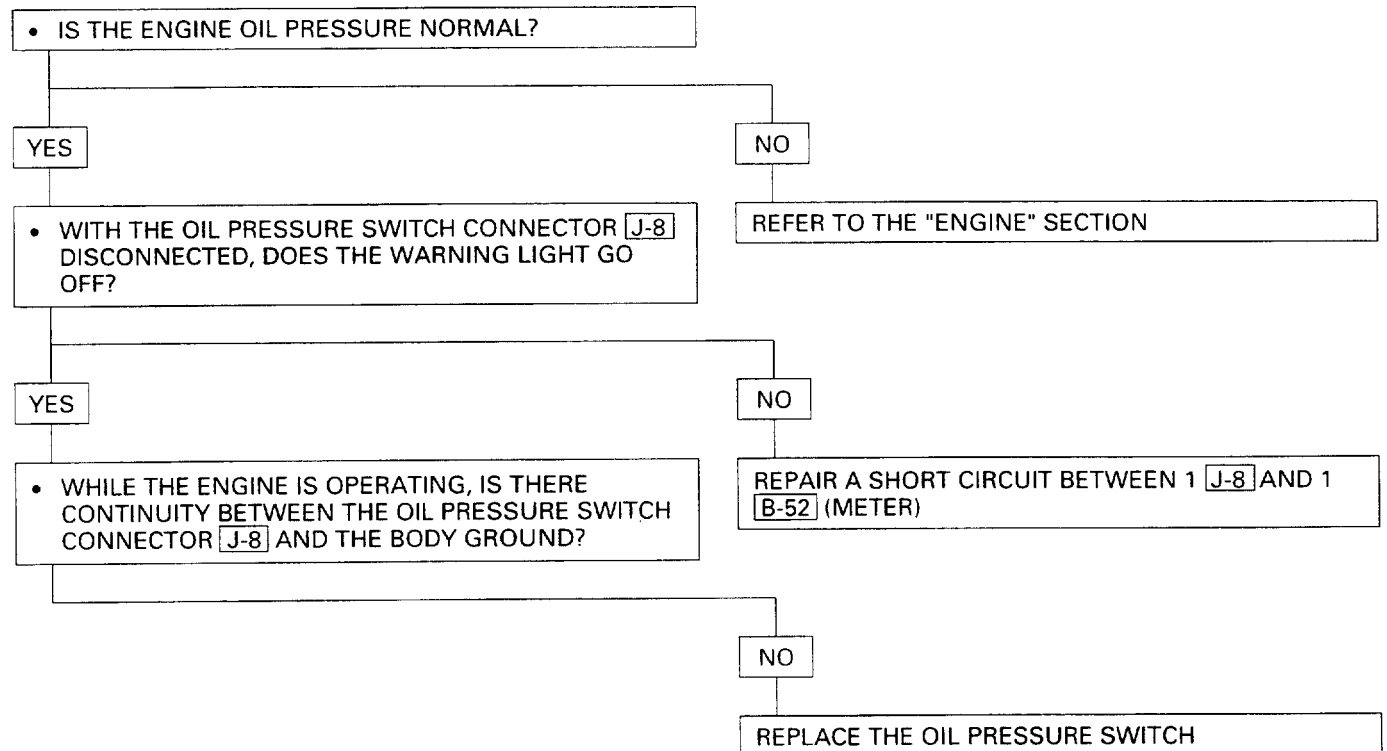 • IS THE ENGINE OIL PRESSURE NORMAL?
YES
NO
• WITH THE OIL PRESSURE SWITCH CONNECTOR J-8
DISCONNECTED, DOES THE WARNING LIGHT GO
OFF?
REFER TO THE "ENGINE" SECTION
YES
NO
• WHILE THE ENGINE IS OPERATING, IS THERE
CONTINUITY BETWEEN THE OIL PRESSURE SWITCH
CONNECTOR J-8 AND THE BODY GROUND?
REPAIR A SHORT CIRCUIT BETWEEN 1 J-8 AND 1
B-52 (METER)
NO
REPLACE THE OIL PRESSURE SWITCH